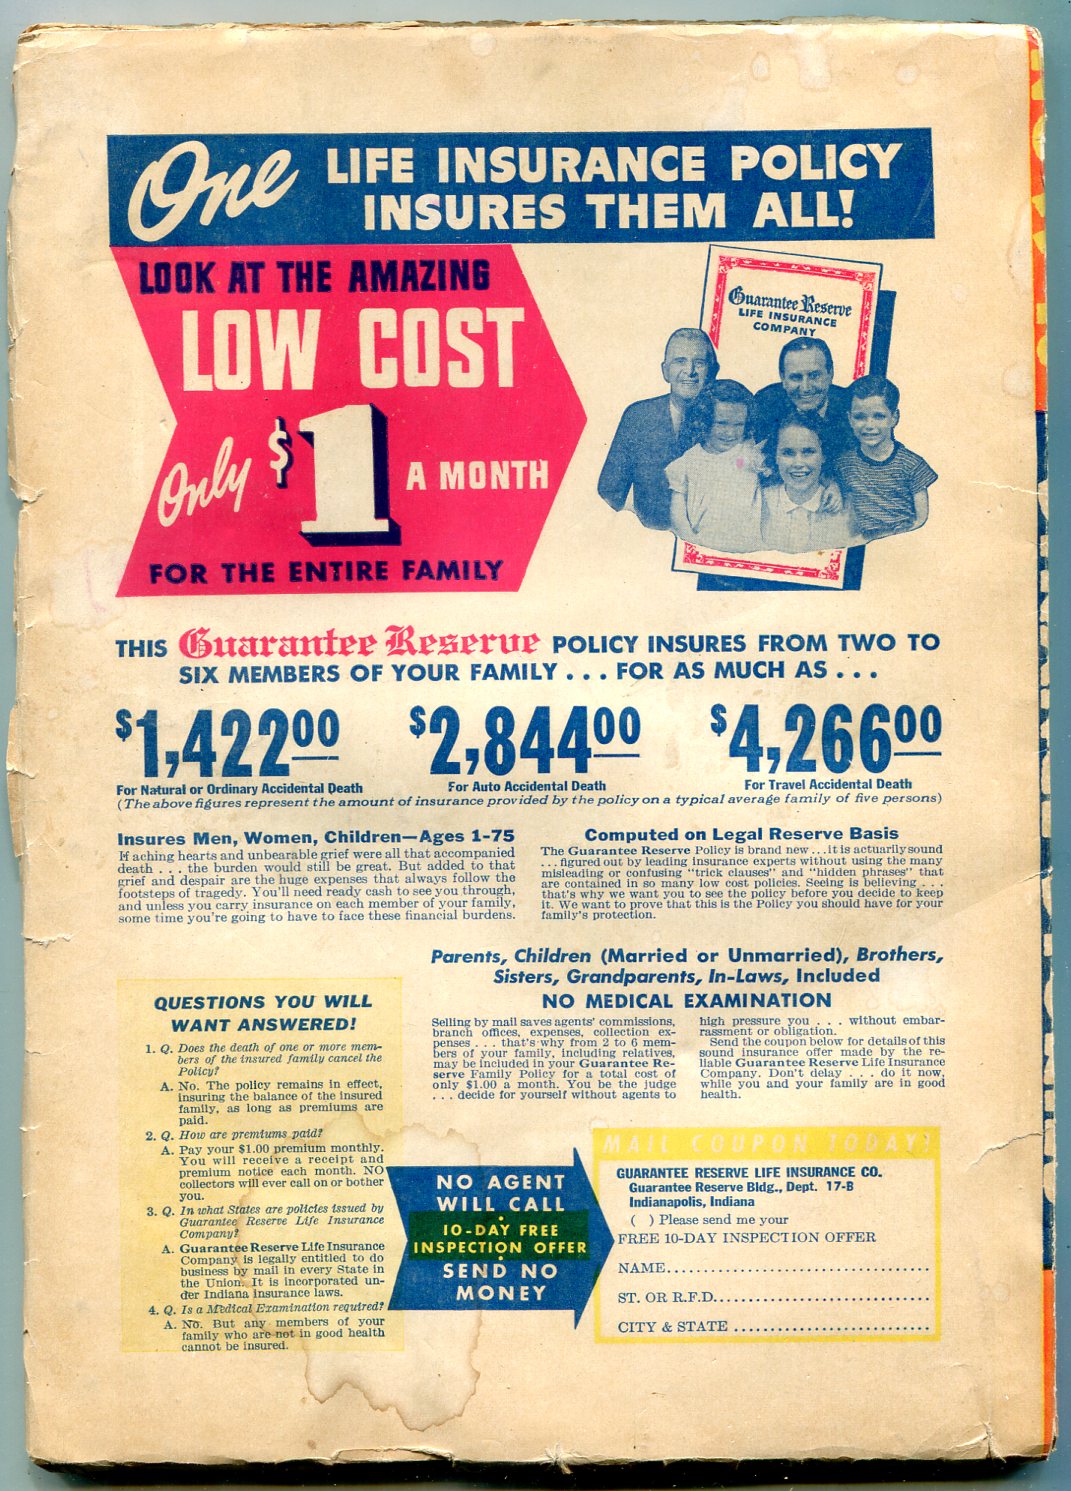 One LIFE INSURANCE POLICY
INSURES THEM ALL!
LOOK AT THE AMAZING
LOW COST
Only $1 A MONTH
FOR THE ENTIRE FAMILY
Guarantee Reserve
LIFE INSURANCE
COMPANY
THIS Guarantee Reserve POLICY INSURES FROM TWO TO
SIX MEMBERS OF YOUR FAMILY . . . FOR AS MUCH AS . . .
$1,422.00
For Natural or Ordinary Accidental Death
$2,844.00
For Auto Accidental Death
$4,266.00
For Travel Accidental Death
(The above figures represent the amount of insurance provided by the policy on a typical average family of five persons)
Insures Men, Women, Children—Ages 1-75
If aching hearts and unbearable grief were all that accompanied
death . . . the burden would still be great. But added to that
grief and despair are the huge expenses that always follow the
footsteps of tragedy. You'll need ready cash to see you through,
and unless you carry insurance on each member of your family,
some time you're going to have to face these financial burdens.
Computed on Legal Reserve Basis
The Guarantee Reserve Policy is brand new . . . it is actuarily sound
. . . figured out by leading insurance experts without using the many
misleading or confusing "trick clauses" and "hidden phrases" that
are contained in so many low cost policies. Seeing is believing . . .
that's why we want you to see the policy before you decide to keep
it. We want to prove that this is the Policy you should have for your
family's protection.
Parents, Children (Married or Unmarried), Brothers,
Sisters, Grandparents, In-Laws, Included
NO MEDICAL EXAMINATION
Selling by mail saves agents' commissions,
branch offices, expenses, collection ex-
penses . . . that's why from 2 to 6 mem-
bers of your family, including relatives,
may be included in your Guarantee Re-
serve Family Policy for a total cost of
only $1.00 a month. You be the judge
. . . decide for yourself without agents to
high pressure you . . . without embar-
rassment or obligation.
Send the coupon below for details of this
sound insurance offer made by the re-
liable Guarantee Reserve Life Insurance
Company. Don't delay . . . do it now,
while you and your family are in good
health.
QUESTIONS YOU WILL
WANT ANSWERED!
1. Q. Does the death of one or more mem-
bers of the insured family cancel the
Policy?
A. No. The policy remains in effect,
insuring the balance of the insured
family, as long as premiums are
paid.
2. Q. How are premiums paid?
A. Pay your $1.00 premium monthly.
You will receive a receipt and
premium notice each month. NO
collectors will ever call on or bother
you.
3. Q. In what States are policies issued by
Guarantee Reserve Life Insurance
Company?
A. Guarantee Reserve Life Insurance
Company is legally entitled to do
business by mail in every State in
the Union. It is incorporated un-
der Indiana insurance laws.
4. Q. Is a Medical Examination required?
A. No. But any members of your
family who are not in good health
cannot be insured.
NO AGENT
WILL CALL
•
10-DAY FREE
INSPECTION OFFER
•
SEND NO
MONEY
MAIL COUPON TODAY!
GUARANTEE RESERVE LIFE INSURANCE CO.
Guarantee Reserve Bldg., Dept. 17-B
Indianapolis, Indiana
( ) Please send me your
FREE 10-DAY INSPECTION OFFER
NAME
ST. OR R.F.D.
CITY & STATE